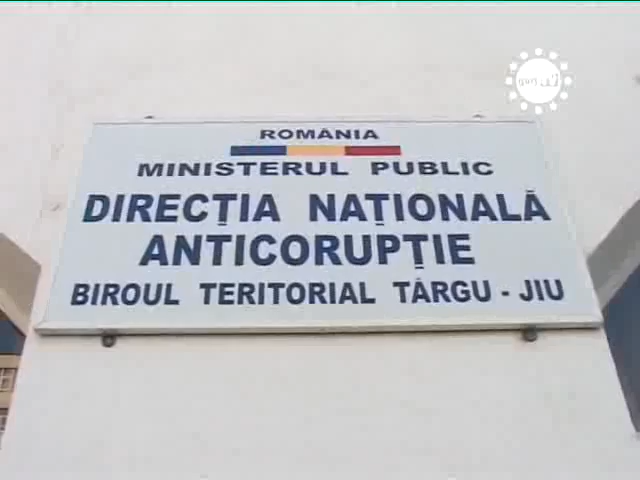 ROMÂNIA
MINISTERUL PUBLIC
DIRECȚIA NAȚIONALĂ
ANTICORUPȚIE
BIROUL TERITORIAL TÂRGU - JIU